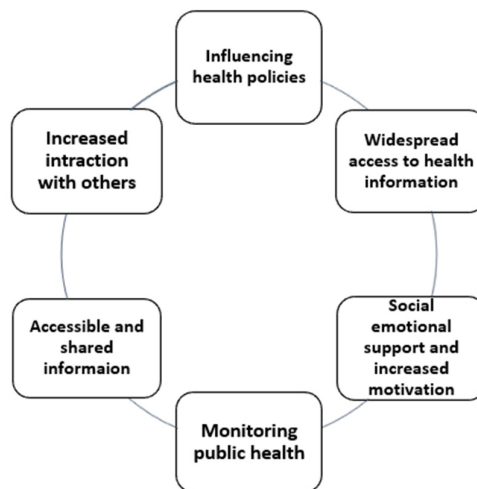 Influencing
health policies
Widespread
access to health
information
Social
emotional
support and
increased
motivation
Monitoring
public health
Accessible and
shared
informaion
Increased
intraction
with others